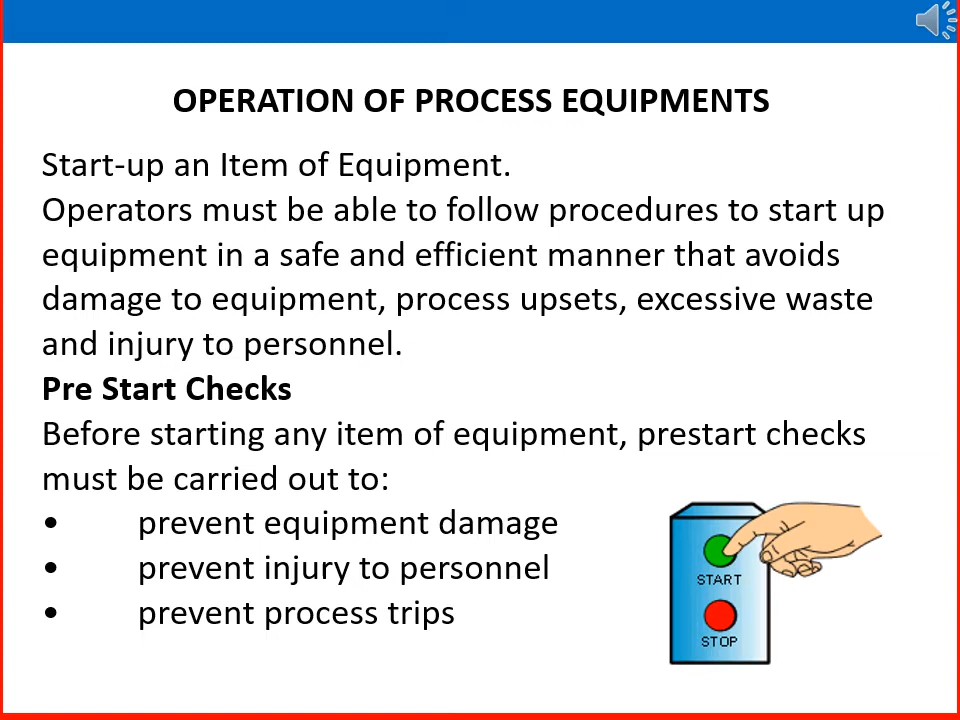 OPERATION OF PROCESS EQUIPMENTS
Start-up an Item of Equipment.
Operators must be able to follow procedures to start up
equipment in a safe and efficient manner that avoids
damage to equipment, process upsets, excessive waste
and injury to personnel.
Pre Start Checks
Before starting any item of equipment, prestart checks
must be carried out to:
• prevent equipment damage
• prevent injury to personnel
• prevent process trips
START
STOP